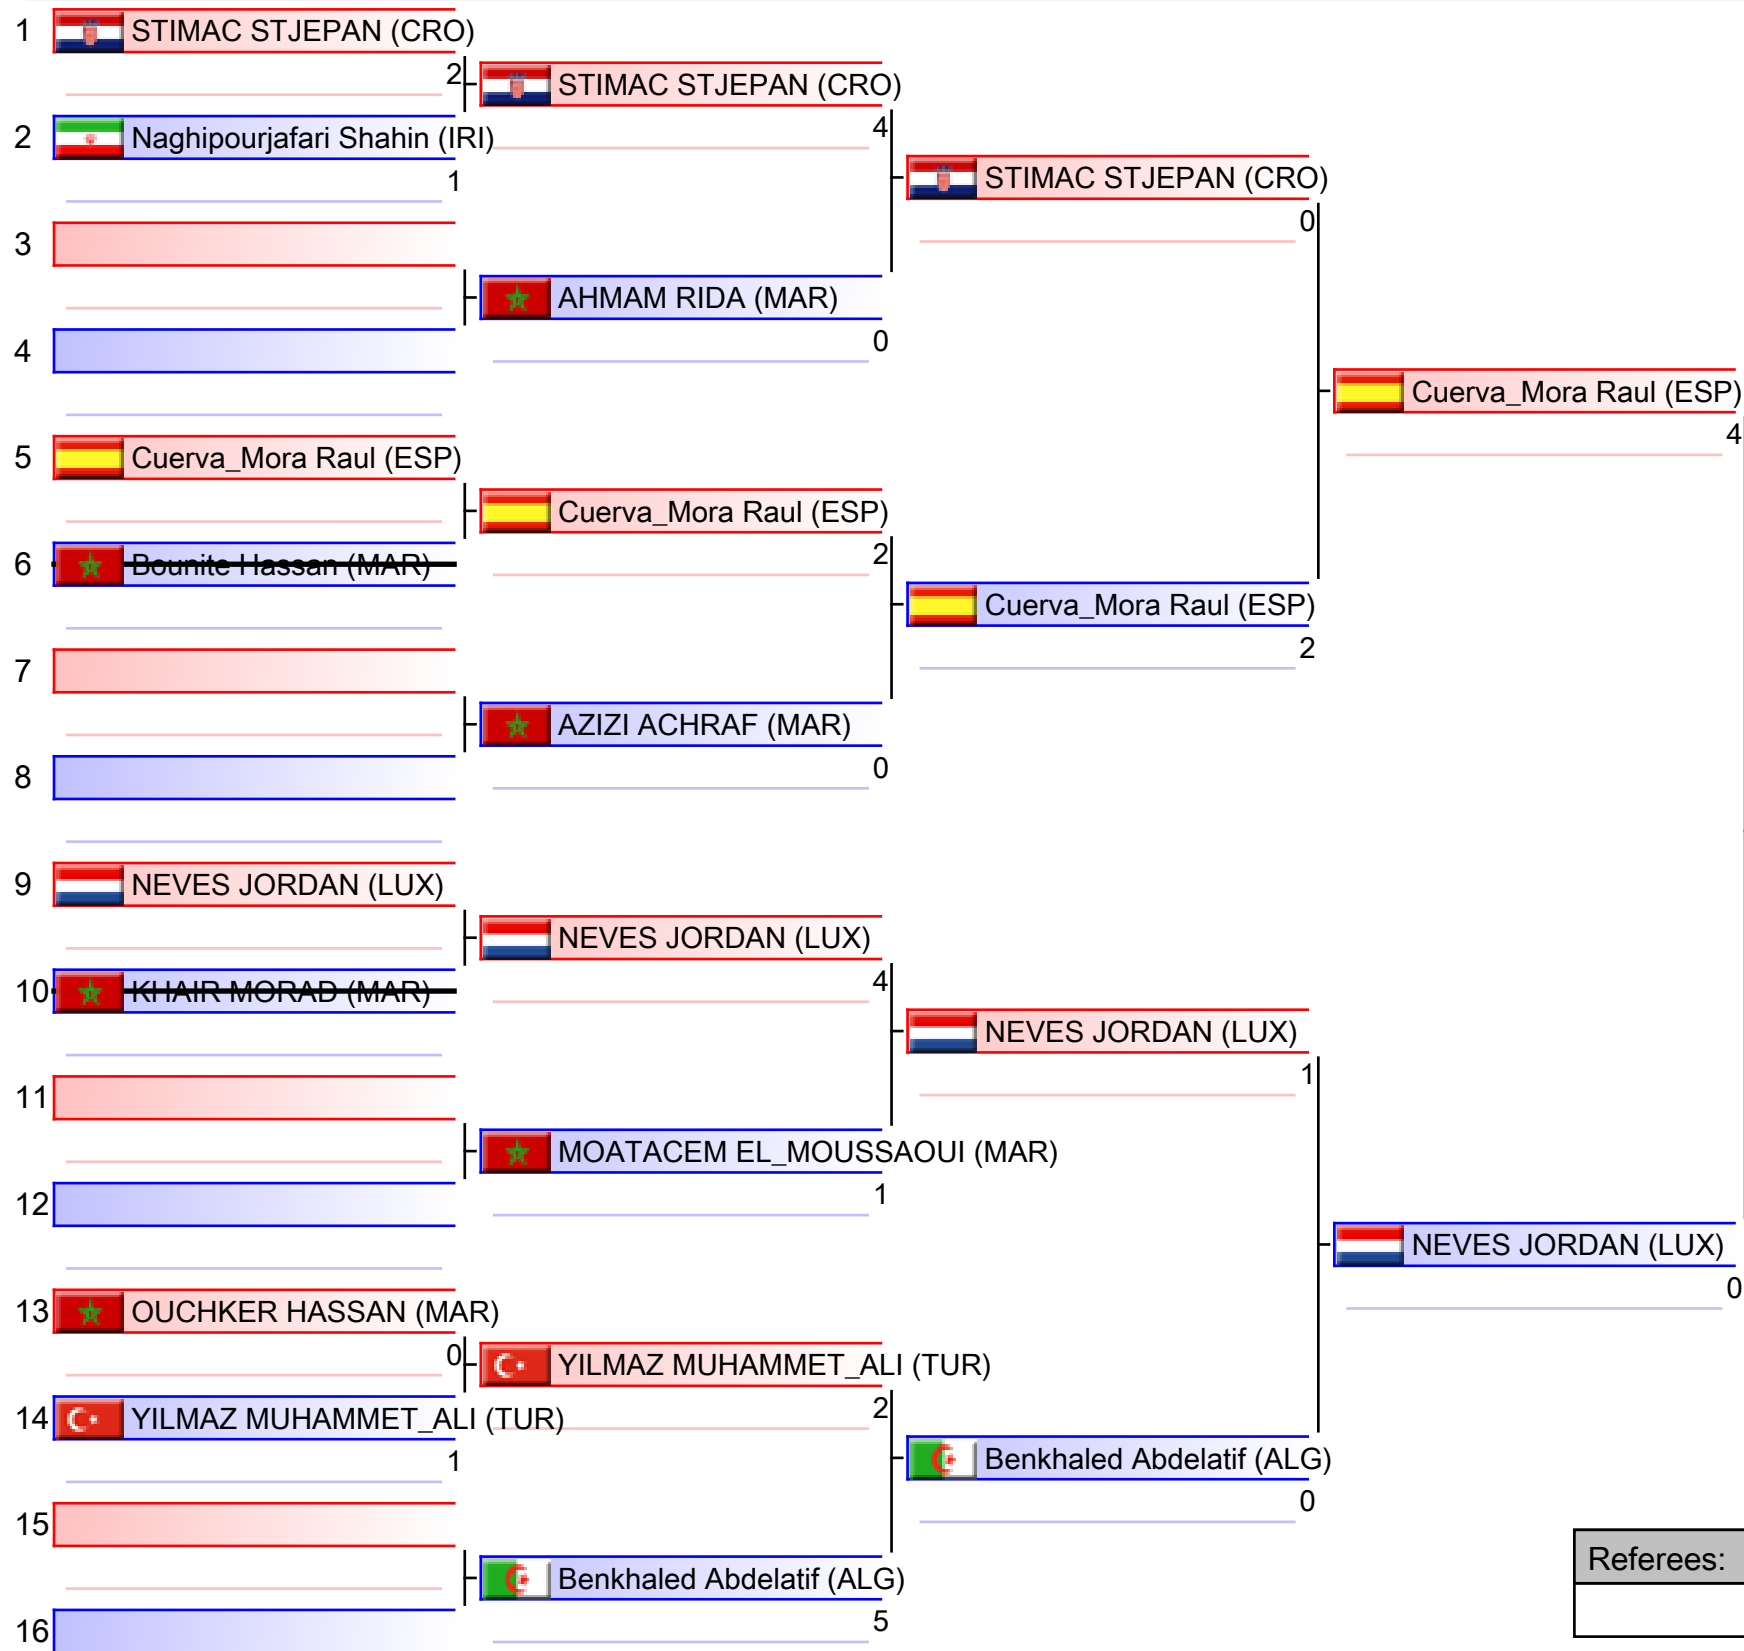 1 STIMAC STJEPAN (CRO)
2 STIMAC STJEPAN (CRO)
2 Naghipourjafari Shahin (IRI)
4
STIMAC STJEPAN (CRO)
1
0
3
AHMAM RIDA (MAR)
4
0
Cuerva_Mora Raul (ESP)
4
5 Cuerva_Mora Raul (ESP)
Cuerva_Mora Raul (ESP)
6 Bounite Hassan (MAR)
2
Cuerva_Mora Raul (ESP)
2
7
AZIZI ACHRAF (MAR)
8
0
9 NEVES JORDAN (LUX)
NEVES JORDAN (LUX)
10 KHAIR MORAD (MAR)
4
NEVES JORDAN (LUX)
1
11
MOATACEM EL_MOUSSAOUI (MAR)
12
1
NEVES JORDAN (LUX)
0
13 OUCHKER HASSAN (MAR)
0 YILMAZ MUHAMMET_ALI (TUR)
14 YILMAZ MUHAMMET_ALI (TUR)
2
1
Benkhaled Abdelatif (ALG)
0
15
Referees:
Benkhaled Abdelatif (ALG)
5
16